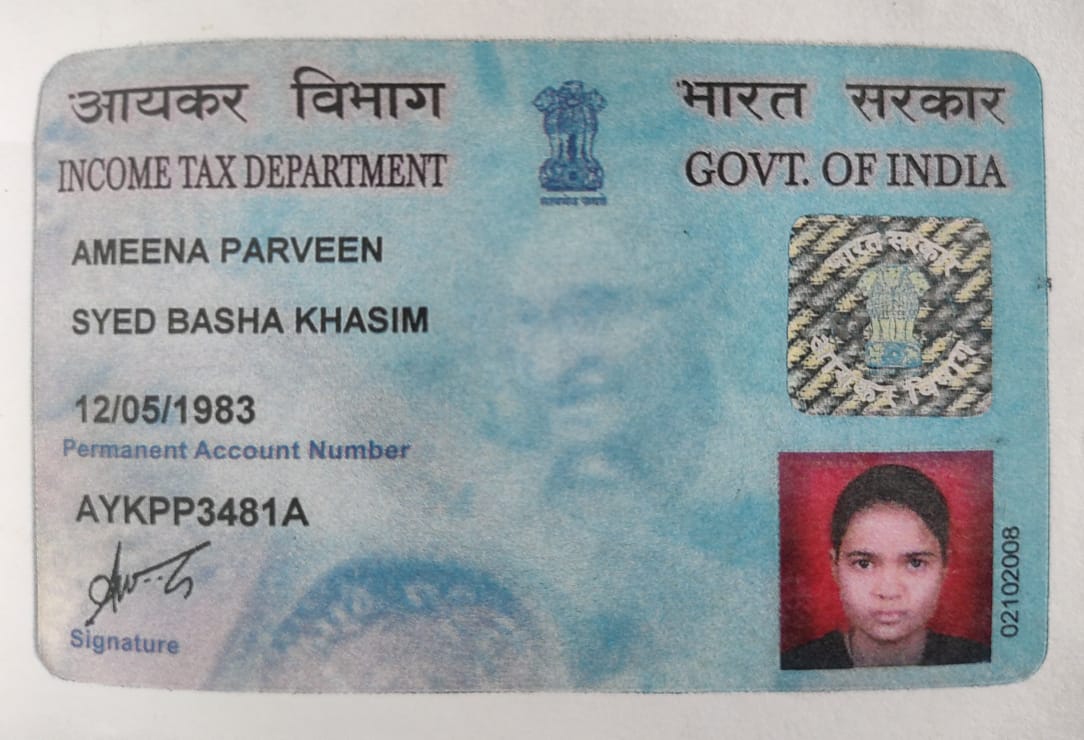 आयकर विभाग
INCOME TAX DEPARTMENT
सत्यमेव जयते
भारत सरकार
GOVT. OF INDIA
AMEENA PARVEEN
SYED BASHA KHASIM
12/05/1983
Permanent Account Number
AYKPP3481A
Signature
भारत सरकार
आयकर विभाग
02102008